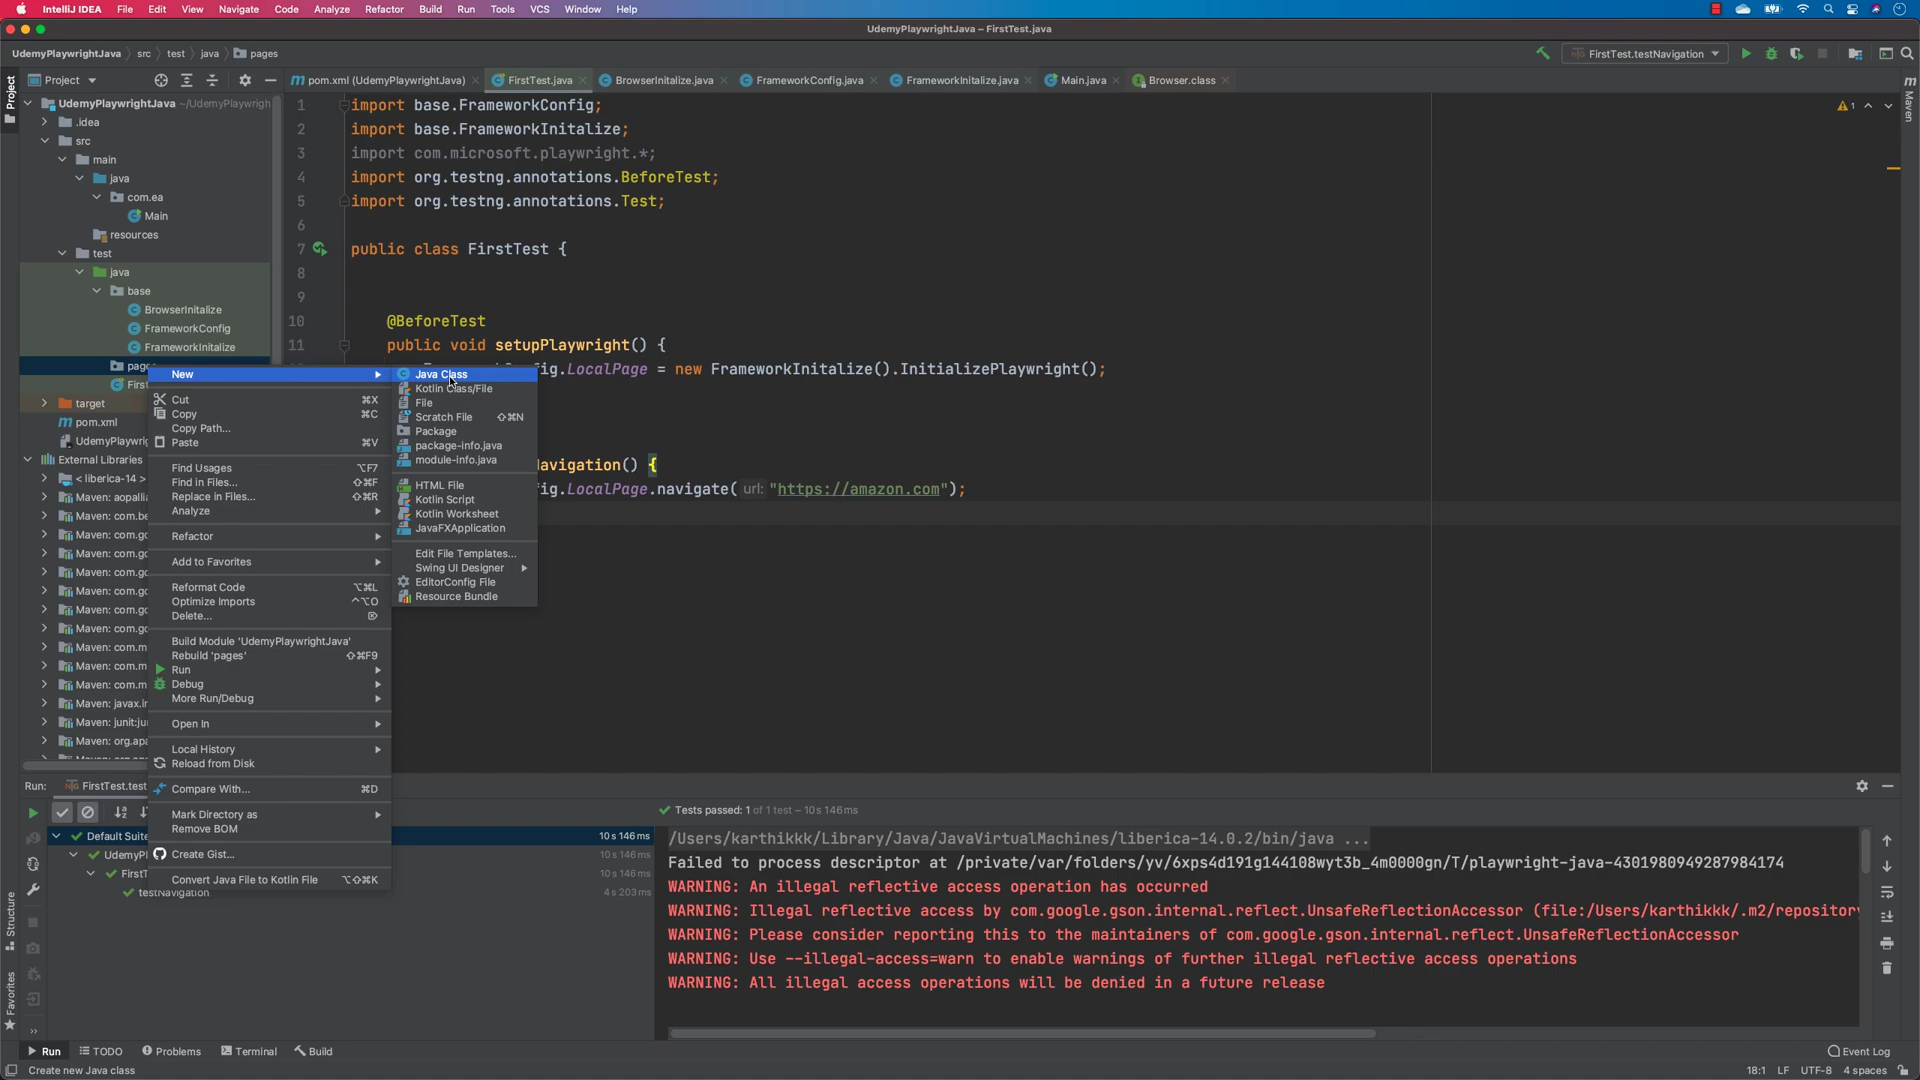 IntelliJ IDEA File Edit View Navigate Code Analyze Refactor Build Run Tools VCS Window Help
UdemyPlaywrightJava – FirstTest.java
UdemyPlaywrightJava src test java pages
FirstTest.testNavigation
Project
pom.xml (UdemyPlaywrightJava)
FirstTest.java
BrowserInitalize.java
FrameworkConfig.java
FrameworkInitalize.java
Main.java
Browser.class
Project
Maven
UdemyPlaywrightJava ~/UdemyPlaywrigh
.idea
src
main
java
com.ea
Main
resources
test
java
base
BrowserInitalize
FrameworkConfig
FrameworkInitalize
page
First
target
pom.xml
UdemyPlaywri
External Libraries
< liberica-14 >
Maven: aopalli
Maven: com.be
Maven: com.go
Maven: com.go
Maven: com.go
Maven: com.go
Maven: com.go
Maven: com.go
Maven: com.m
Maven: com.m
Maven: com.m
Maven: javax.in
Maven: junit:jur
Maven: org.apa
1 import base.FrameworkConfig;
2 import base.FrameworkInitalize;
3 import com.microsoft.playwright.*;
4 import org.testng.annotations.BeforeTest;
5 import org.testng.annotations.Test;
6
7 public class FirstTest {
8
9
10 @BeforeTest
11 public void setupPlaywright() {
g.LocalPage = new FrameworkInitalize().InitializePlaywright();
avigation() {
ig.LocalPage.navigate( url: "https://amazon.com");
1
New
Cut ⌘X
Copy ⌘C
Copy Path...
Paste ⌘V
Find Usages ⌥F7
Find in Files... ⇧⌘F
Replace in Files... ⇧⌘R
Analyze
Refactor
Add to Favorites
Reformat Code ⌥⌘L
Optimize Imports ^⌥O
Delete... ⌦
Build Module 'UdemyPlaywrightJava'
Rebuild 'pages' ⇧⌘F9
Run
Debug
More Run/Debug
Open In
Local History
Reload from Disk
Compare With... ⌘D
Mark Directory as
Remove BOM
Create Gist...
Convert Java File to Kotlin File ⌥⇧⌘K
Java Class
Kotlin Class/File
File
Scratch File ⇧⌘N
Package
package-info.java
module-info.java
HTML File
Kotlin Script
Kotlin Worksheet
JavaFXApplication
Edit File Templates...
Swing UI Designer
EditorConfig File
Resource Bundle
Run: FirstTest.test
Tests passed: 1 of 1 test – 10 s 146 ms
Default Suite 10 s 146 ms
UdemyPl 10 s 146 ms
FirstT 10 s 146 ms
testNavigation 4 s 203 ms
/Users/karthikkk/Library/Java/JavaVirtualMachines/liberica-14.0.2/bin/java ...
Failed to process descriptor at /private/var/folders/yv/6xps4d191g144108wyt3b_4m0000gn/T/playwright-java-4301980949287984174
WARNING: An illegal reflective access operation has occurred
WARNING: Illegal reflective access by com.google.gson.internal.reflect.UnsafeReflectionAccessor (file:/Users/karthikkk/.m2/repository
WARNING: Please consider reporting this to the maintainers of com.google.gson.internal.reflect.UnsafeReflectionAccessor
WARNING: Use --illegal-access=warn to enable warnings of further illegal reflective access operations
WARNING: All illegal access operations will be denied in a future release
Structure
Favorites
Run TODO Problems Terminal Build Event Log
Create new Java class 18:1 LF UTF-8 4 spaces